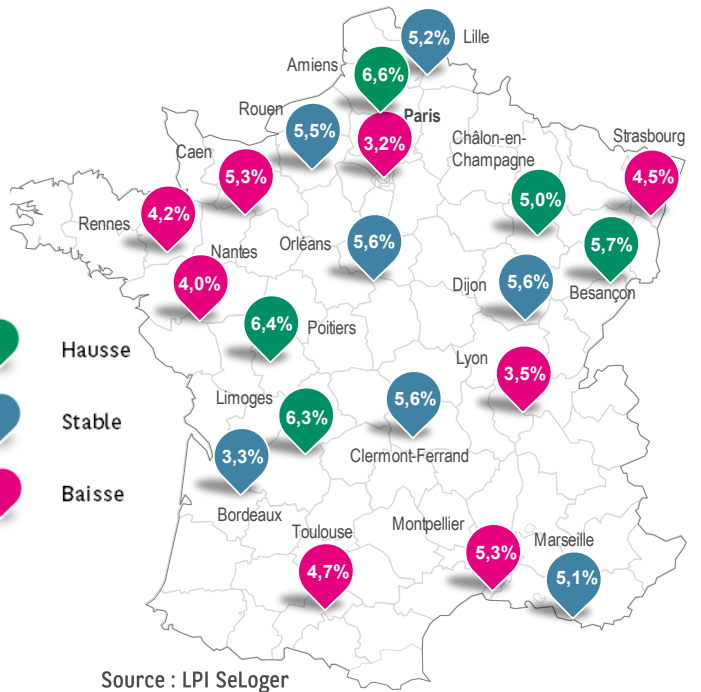 5,2%
Lille
Amiens
6,6%
Rouen
5,5%
Paris
3,2%
Châlon-en-
Champagne
Strasbourg
4,5%
Caen
5,3%
5,0%
Rennes
4,2%
Nantes
4,0%
Orléans
5,6%
5,7%
Besançon
Dijon
5,6%
6,4%
Poitiers
Hausse
Lyon
3,5%
Limoges
6,3%
5,6%
Clermont-Ferrand
Stable
3,3%
Bordeaux
Baisse
Toulouse
4,7%
Montpellier
5,3%
Marseille
5,1%
Source : LPI SeLoger